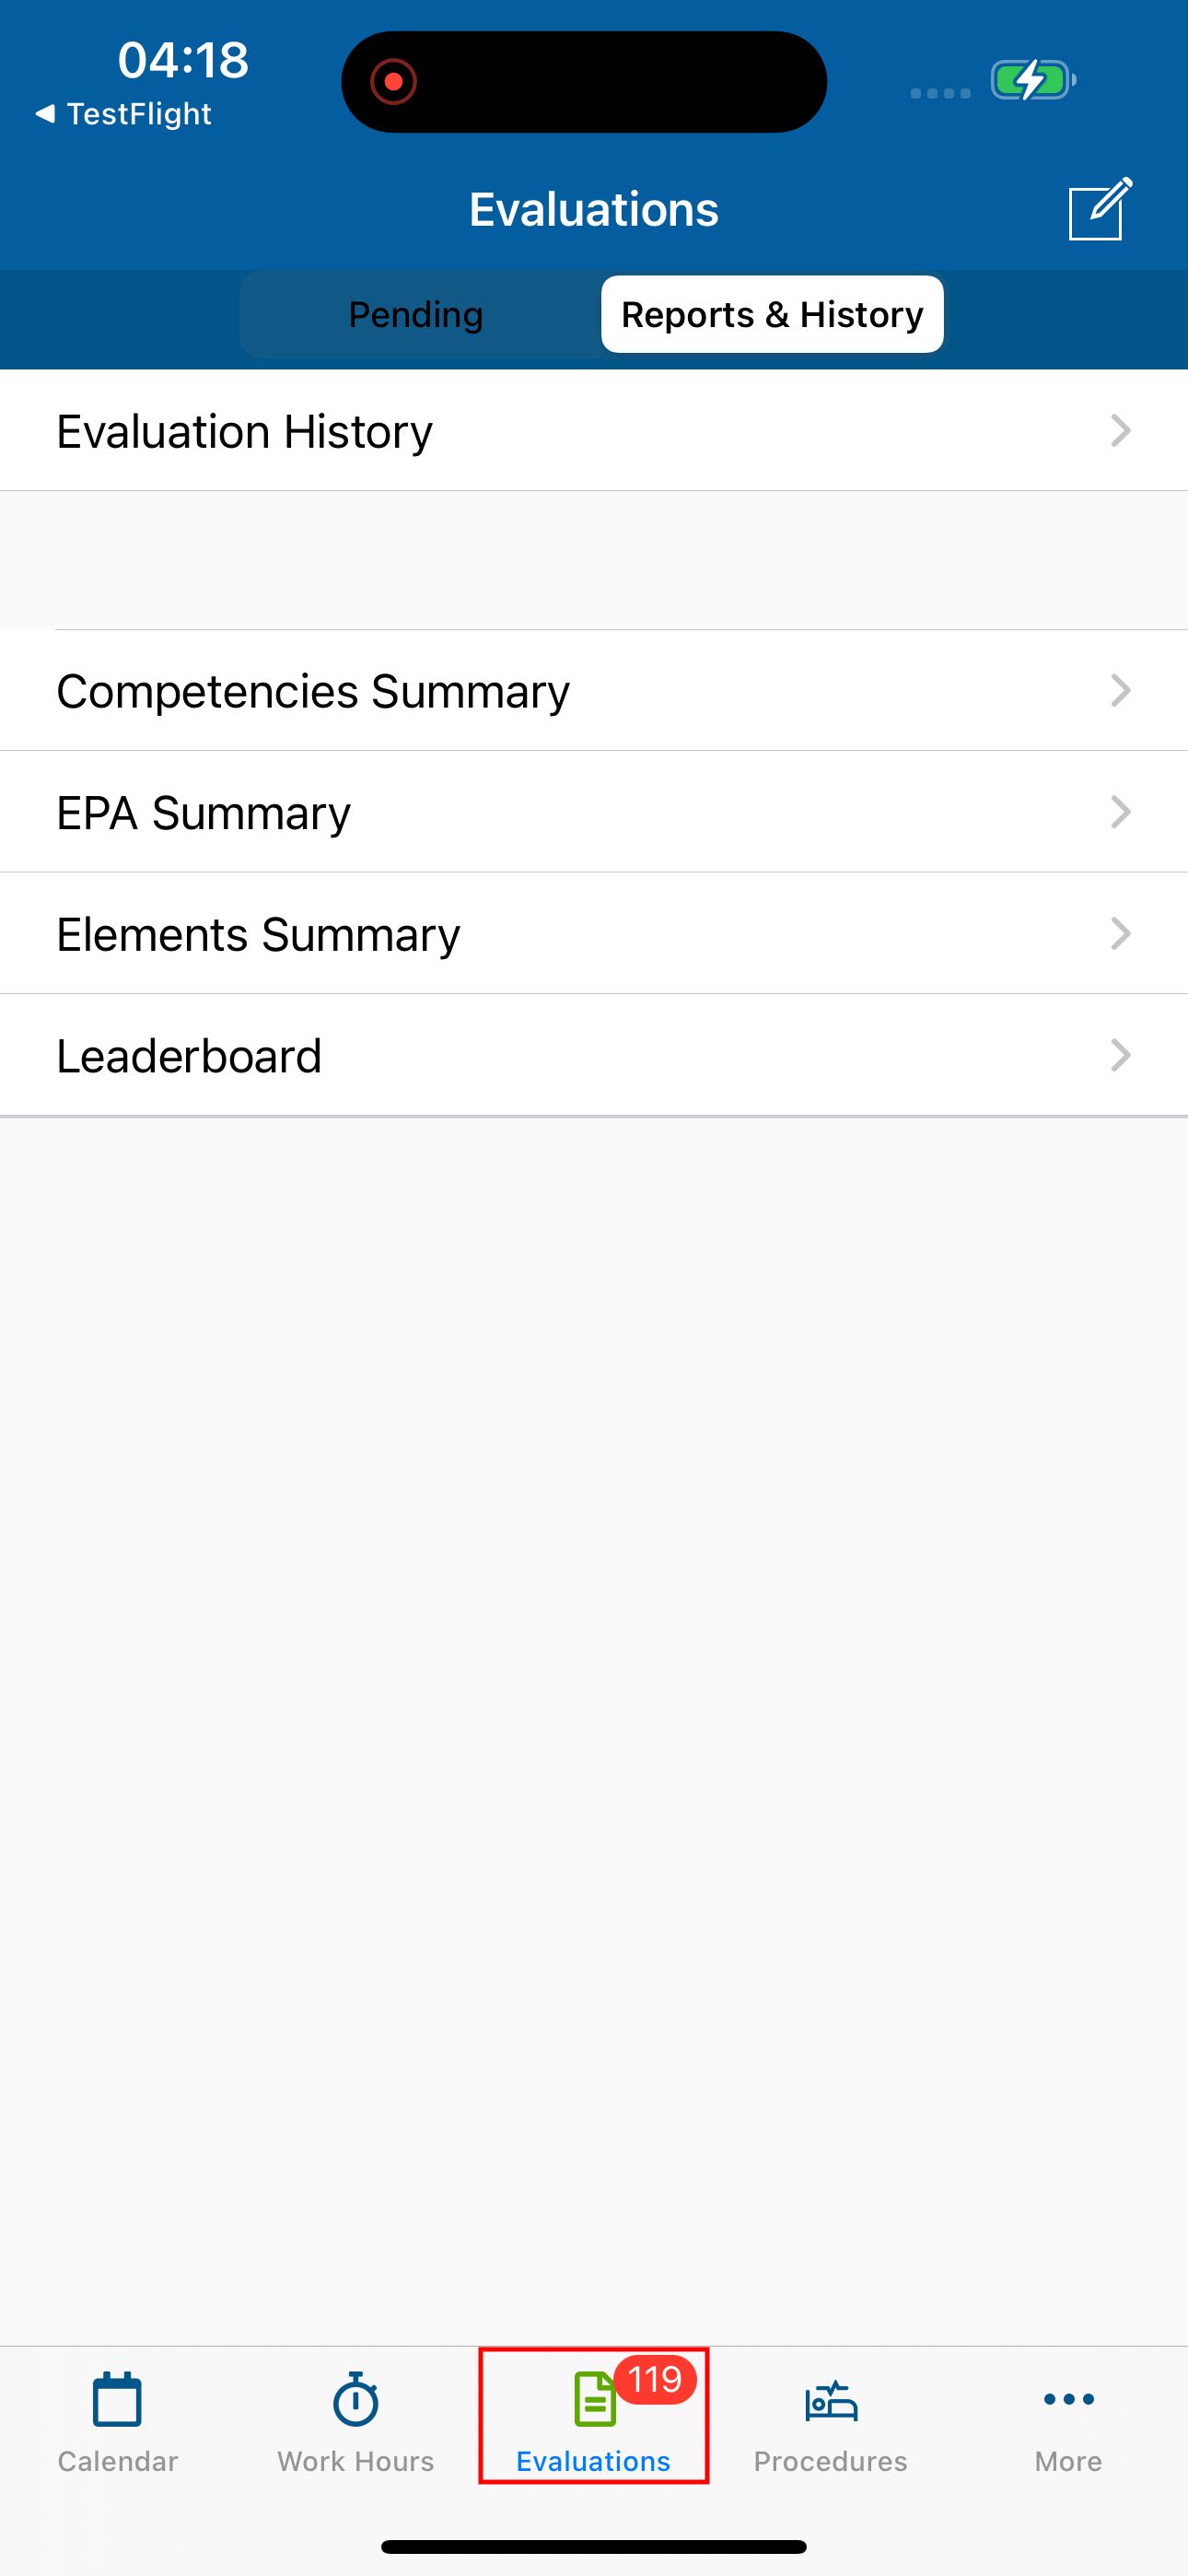 04:18
TestFlight
Evaluations
Pending
Reports & History
Evaluation History
Competencies Summary
EPA Summary
Elements Summary
Leaderboard
119
Calendar
Work Hours
Evaluations
Procedures
More